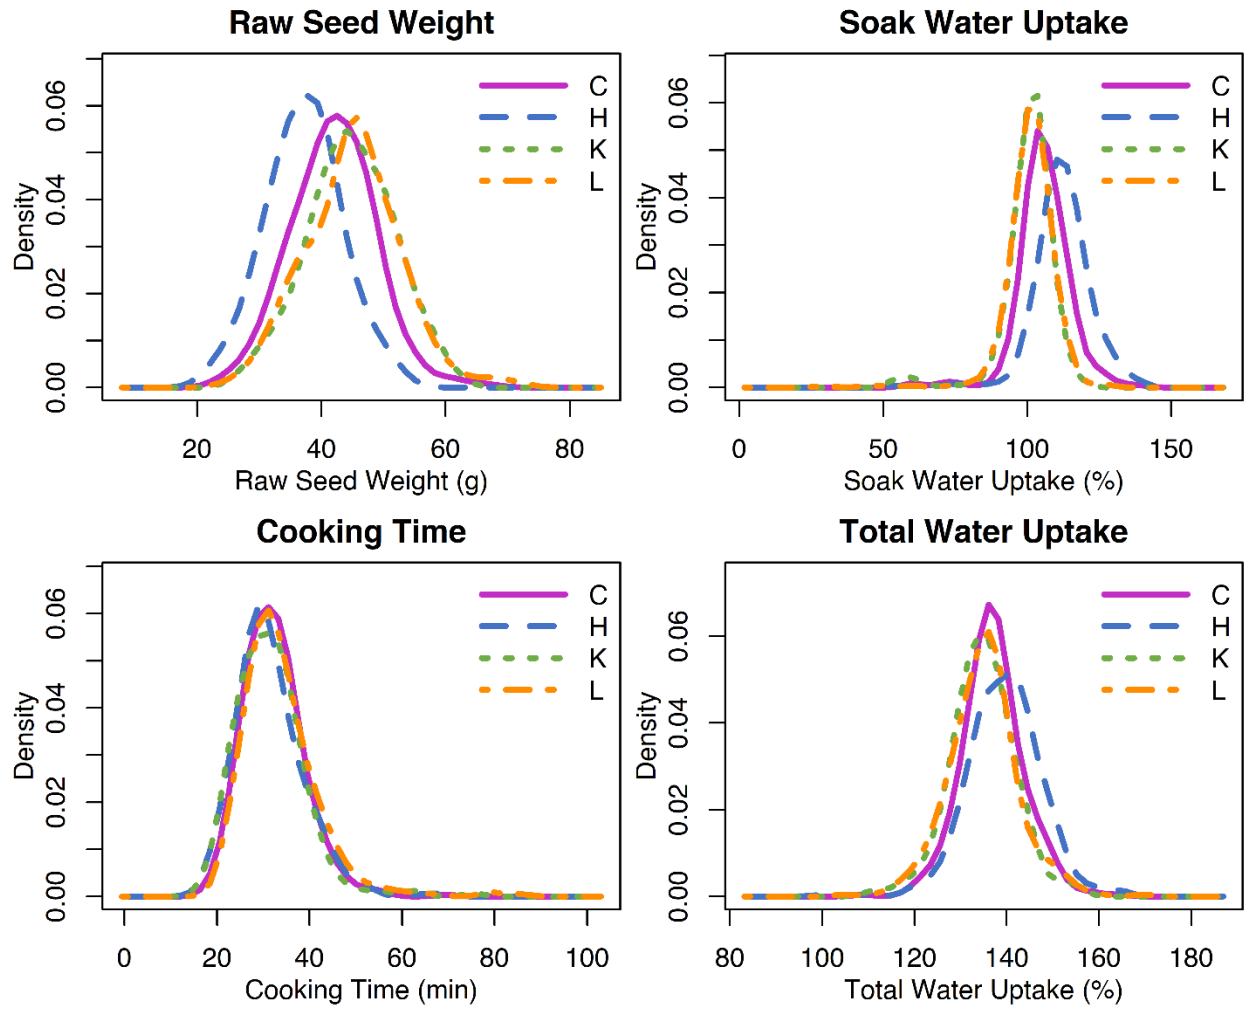 Raw Seed Weight
Density
0.00 0.02 0.04 0.06
C
H
K
L
20 40 60 80
Raw Seed Weight (g)
Soak Water Uptake
Density
0.00 0.02 0.04 0.06
C
H
K
L
0 50 100 150
Soak Water Uptake (%)
Cooking Time
Density
0.00 0.02 0.04 0.06
C
H
K
L
0 20 40 60 80 100
Cooking Time (min)
Total Water Uptake
Density
0.00 0.02 0.04 0.06
C
H
K
L
80 100 120 140 160 180
Total Water Uptake (%)